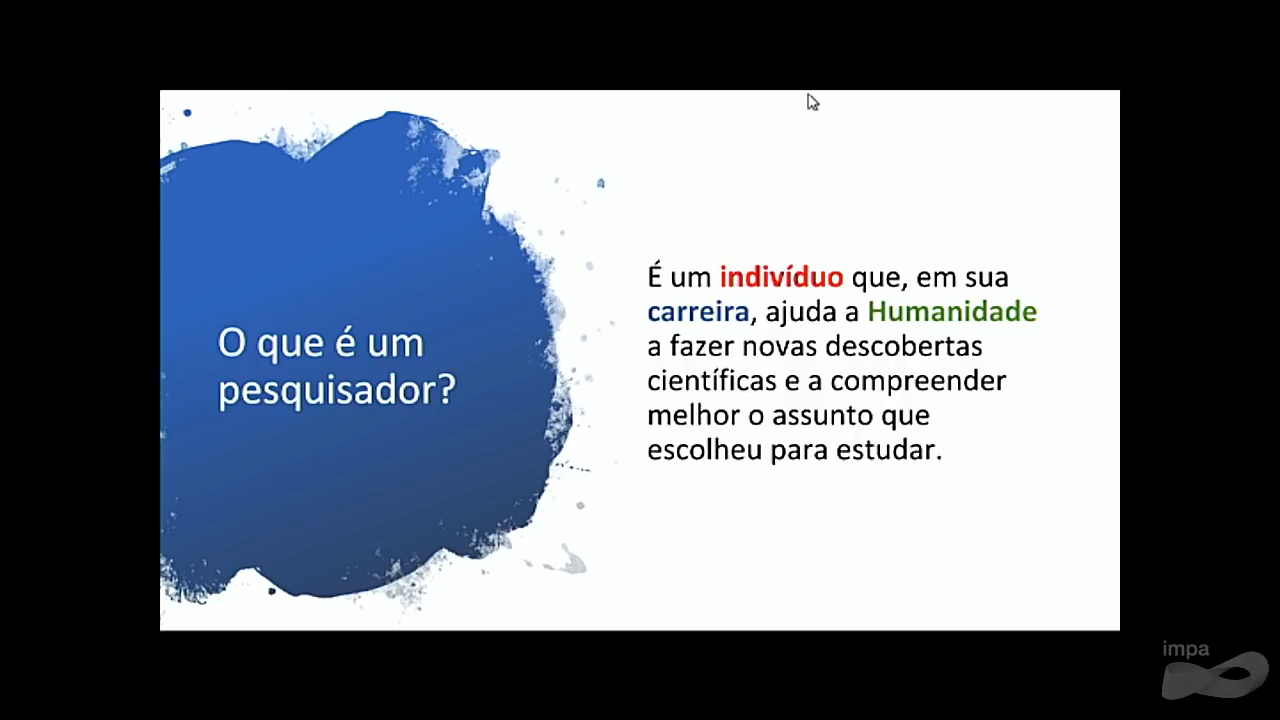 O que é um
pesquisador?
É um indivíduo que, em sua
carreira, ajuda a Humanidade
a fazer novas descobertas
científicas e a compreender
melhor o assunto que
escolheu para estudar.
impa